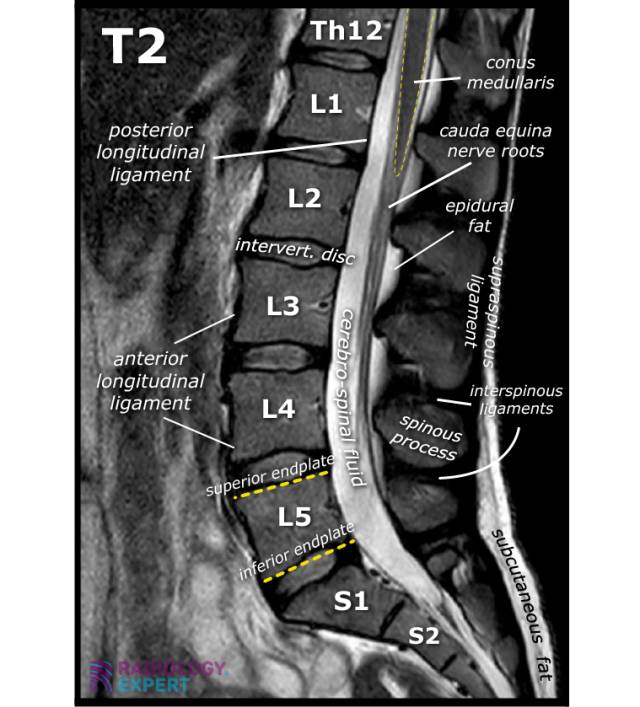 T2
Th12
conus
medullaris
L1
posterior
longitudinal
ligament
cauda equina
nerve roots
L2
epidural
fat
intervert. disc
supraspinous
ligament
L3
cerebro-spinal fluid
anterior
longitudinal
ligament
interspinous
ligaments
L4
spinous
process
superior endplate
L5
inferior endplate
subcutaneous fat
S1
S2
RADIOLOGY
EXPERT